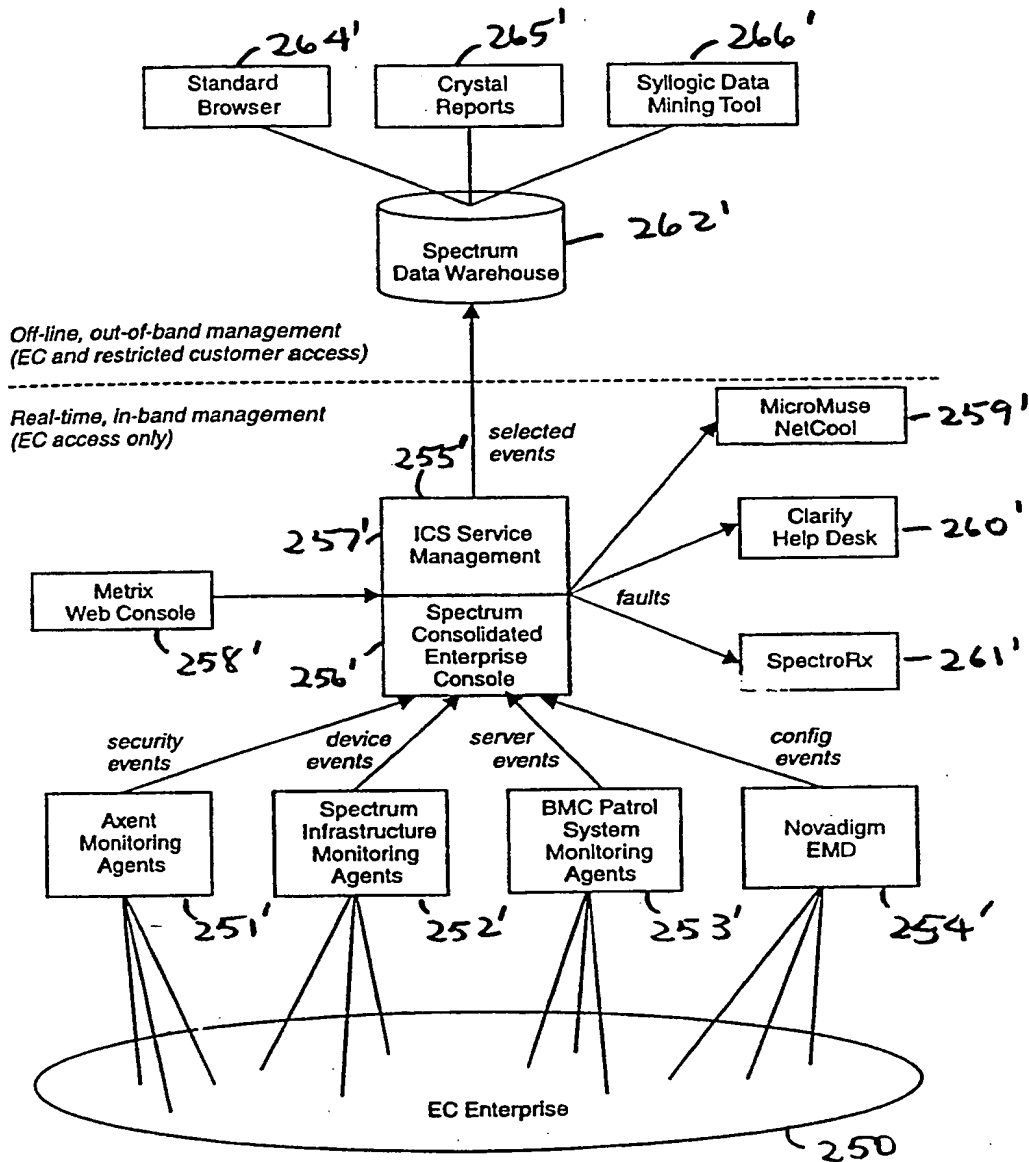 264'
265'
266'
Standard
Browser
Crystal
Reports
Syllogic Data
Mining Tool
Spectrum
Data Warehouse
262'
Off-line, out-of-band management
(EC and restricted customer access)
Real-time, in-band management
(EC access only)
selected
events
MicroMuse
NetCool
259'
255'
257'
ICS Service
Management
Clarify
Help Desk
260'
Metrix
Web Console
258'
faults
Spectrum
Consolidated
Enterprise
Console
256'
SpectroRx
261'
security
events
device
events
server
events
config
events
Axent
Monitoring
Agents
Spectrum
Infrastructure
Monitoring
Agents
BMC Patrol
System
Monitoring
Agents
Novadigm
EMD
251'
252'
253'
254'
EC Enterprise
250